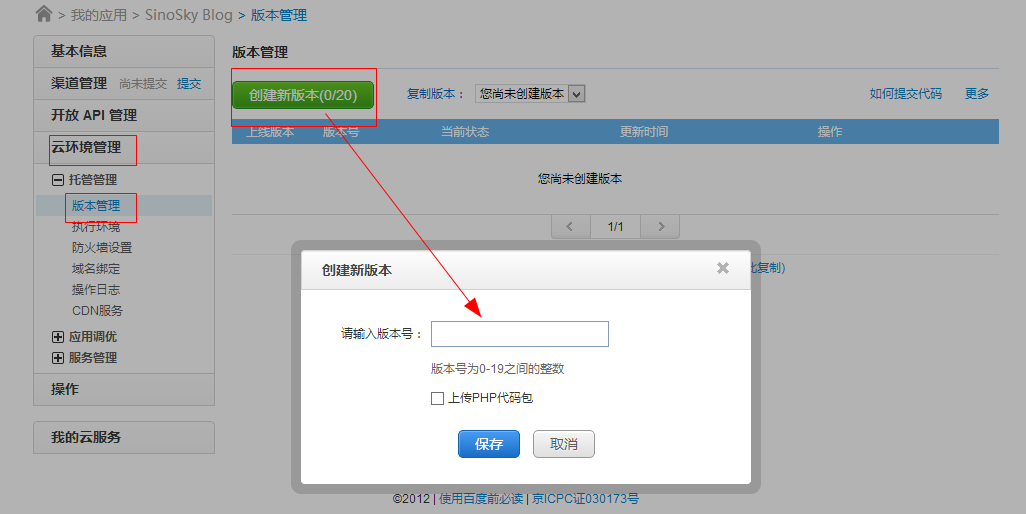 > 我的应用 > SinoSky Blog > 版本管理
基本信息
渠道管理 尚未提交 提交
开放 API 管理
云环境管理
托管管理
版本管理
执行环境
防火墙设置
域名绑定
操作日志
CDN服务
应用调优
服务管理
操作
我的云服务
版本管理
创建新版本(0/20)
复制版本： 您尚未创建版本
如何提交代码 更多
上线版本 版本号 当前状态 更新时间 操作
您尚未创建版本
< 1/1 >
复制)
创建新版本 ×
请输入版本号：
版本号为0-19之间的整数
上传PHP代码包
保存 取消
©2012 | 使用百度前必读 | 京ICPC证030173号